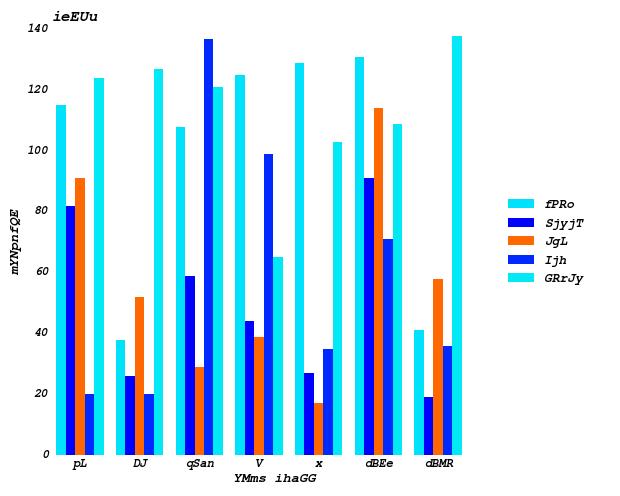 ieEUu
140
120
100
80
60
40
20
0
mYNpnfQE
pL DJ qSan V x dBEe dBMR
YMms ihaGG
fPRo
SjyjT
JgL
Ijh
GRrJy